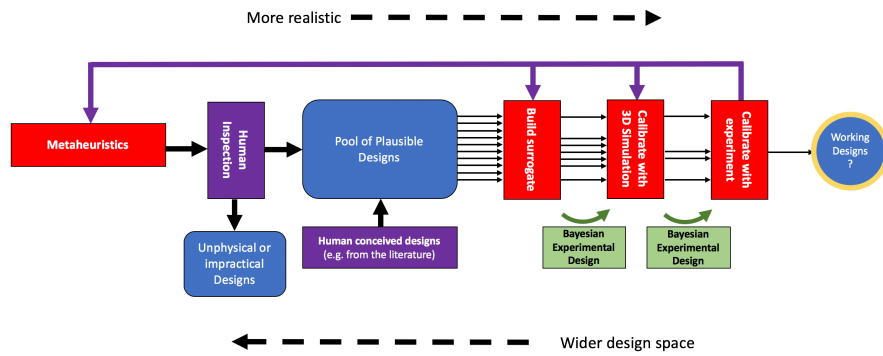 More realistic
Metaheuristics
Human
Inspection
Pool of Plausible
Designs
Build surrogate
Calibrate with
3D Simulation
Calibrate with
experiment
Working
Designs
?
Unphysical or
impractical
Designs
Human conceived designs
(e.g. from the literature)
Bayesian
Experimental
Design
Bayesian
Experimental
Design
Wider design space